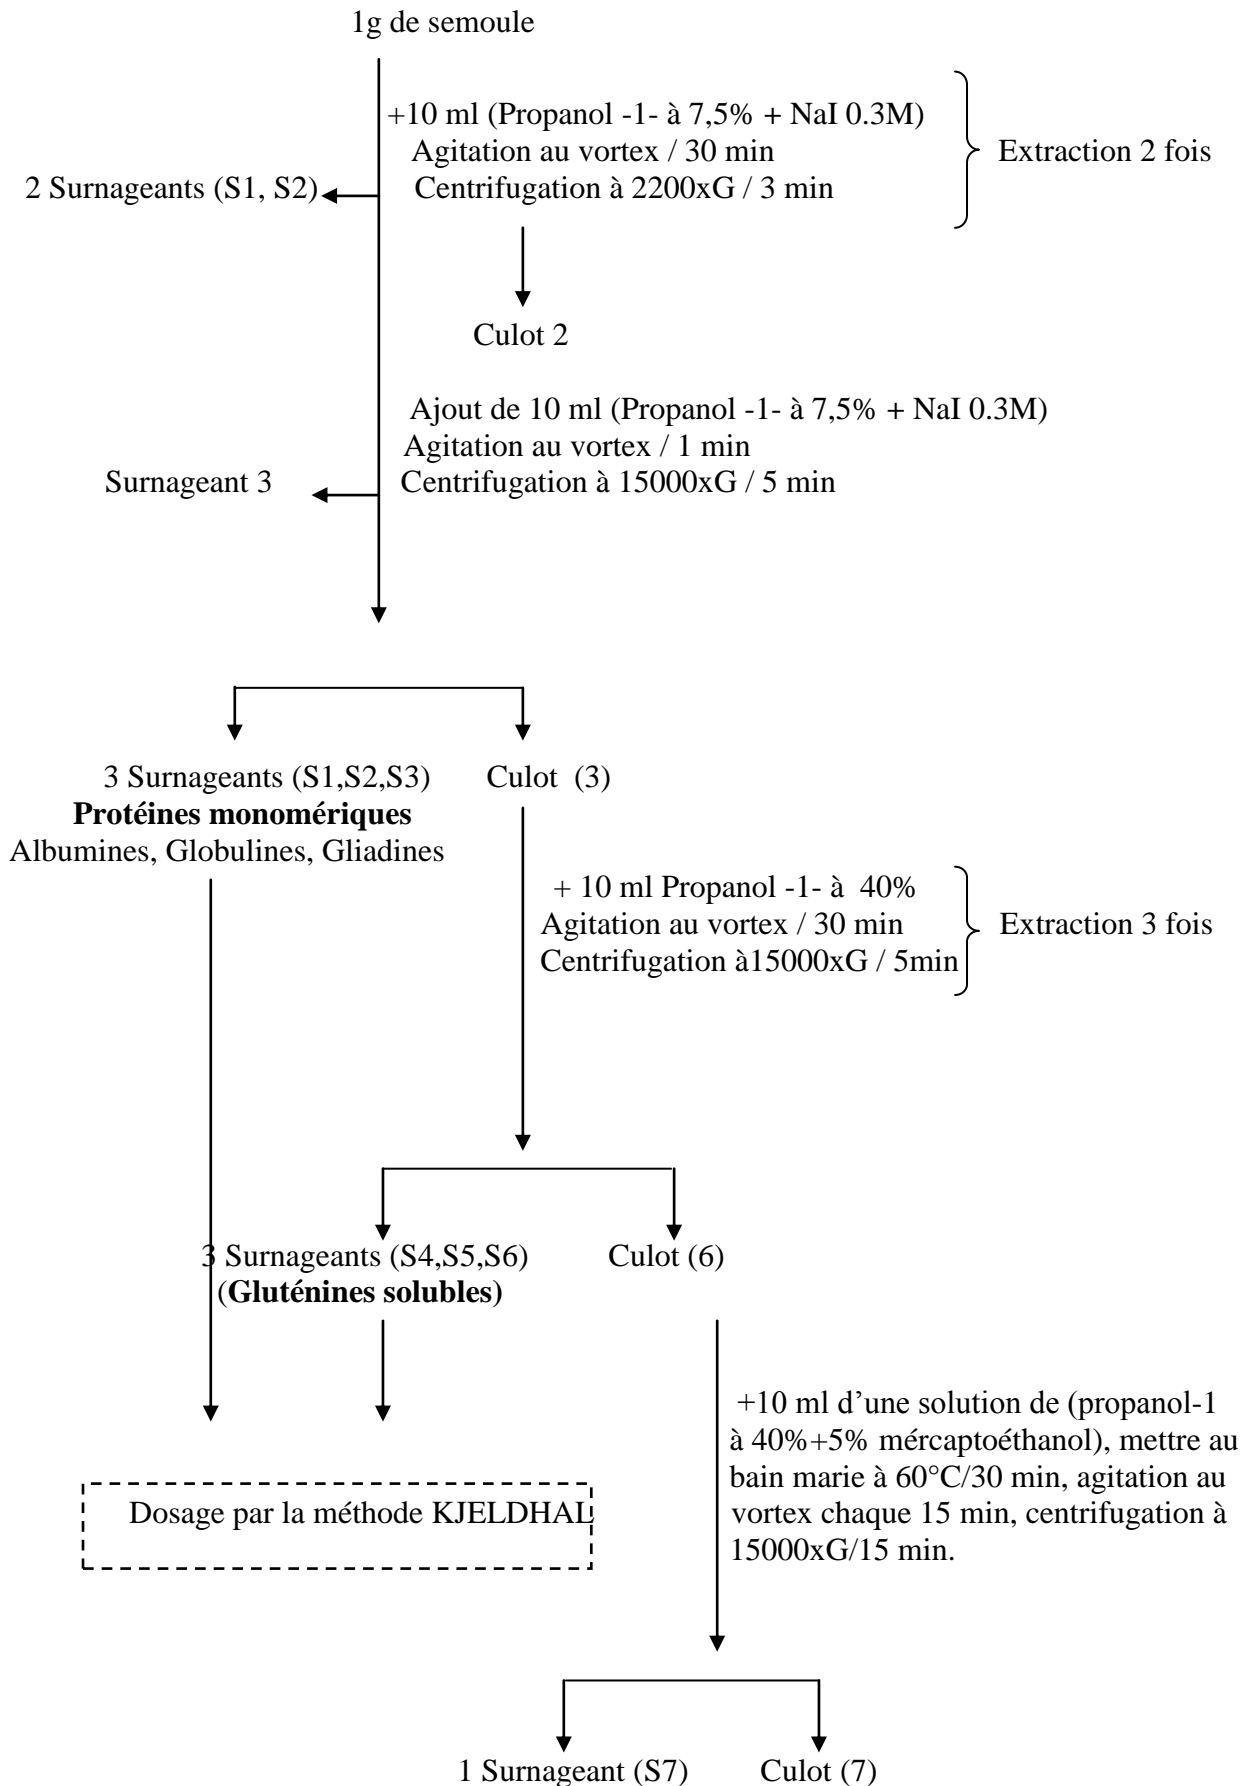 1g de semoule
+10 ml (Propanol -1- à 7,5% + NaI 0.3M)
Agitation au vortex / 30 min
Centrifugation à 2200xG / 3 min
Extraction 2 fois
2 Surnageants (S1, S2)
Culot 2
Ajout de 10 ml (Propanol -1- à 7,5% + NaI 0.3M)
Agitation au vortex / 1 min
Centrifugation à 15000xG / 5 min
Surnageant 3
3 Surnageants (S1,S2,S3)
Protéines monomériques
Albumines, Globulines, Gliadines
Culot (3)
+ 10 ml Propanol -1- à 40%
Agitation au vortex / 30 min
Centrifugation à15000xG / 5min
Extraction 3 fois
3 Surnageants (S4,S5,S6)
(Gluténines solubles)
Culot (6)
+10 ml d’une solution de (propanol-1
à 40%+5% mércaptoéthanol), mettre au
bain marie à 60°C/30 min, agitation au
vortex chaque 15 min, centrifugation à
15000xG/15 min.
Dosage par la méthode KJELDHAL
1 Surnageant (S7)
Culot (7)